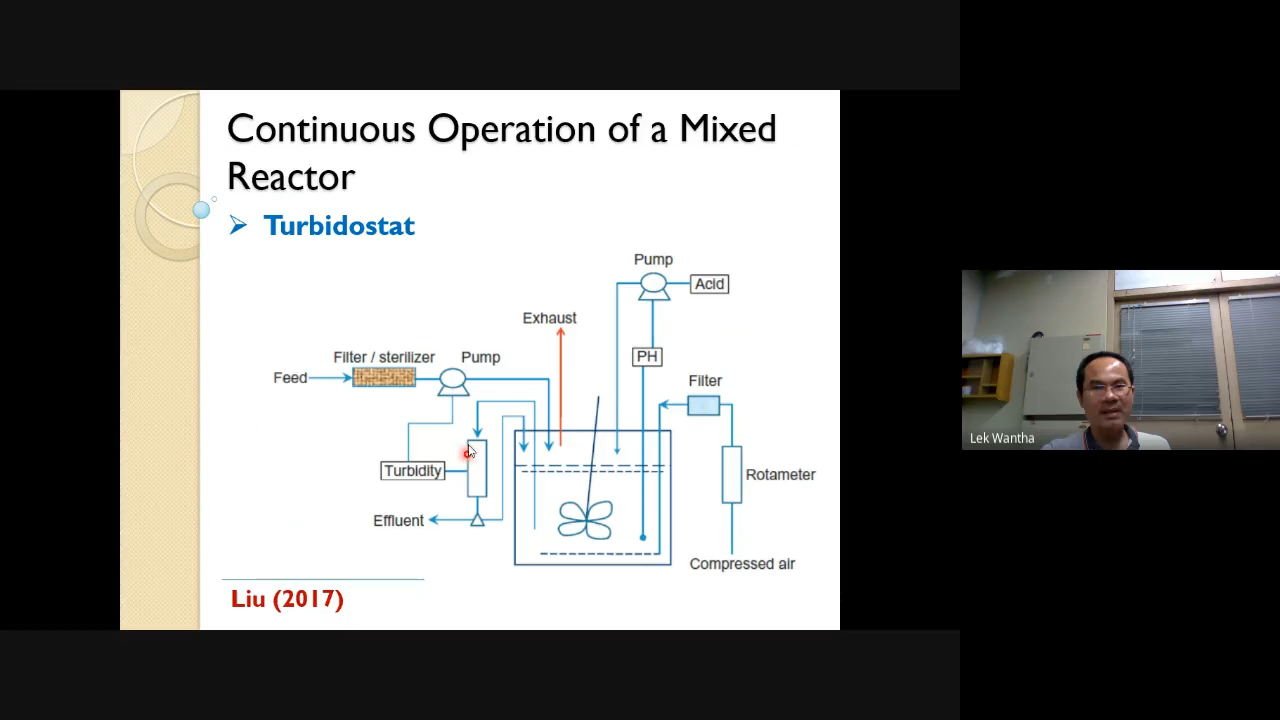 Continuous Operation of a Mixed
Reactor
Turbidostat
Pump
Acid
Exhaust
PH
Filter / sterilizer
Pump
Feed
Filter
Turbidity
Rotameter
Effluent
Compressed air
Liu (2017)
Lek Wantha